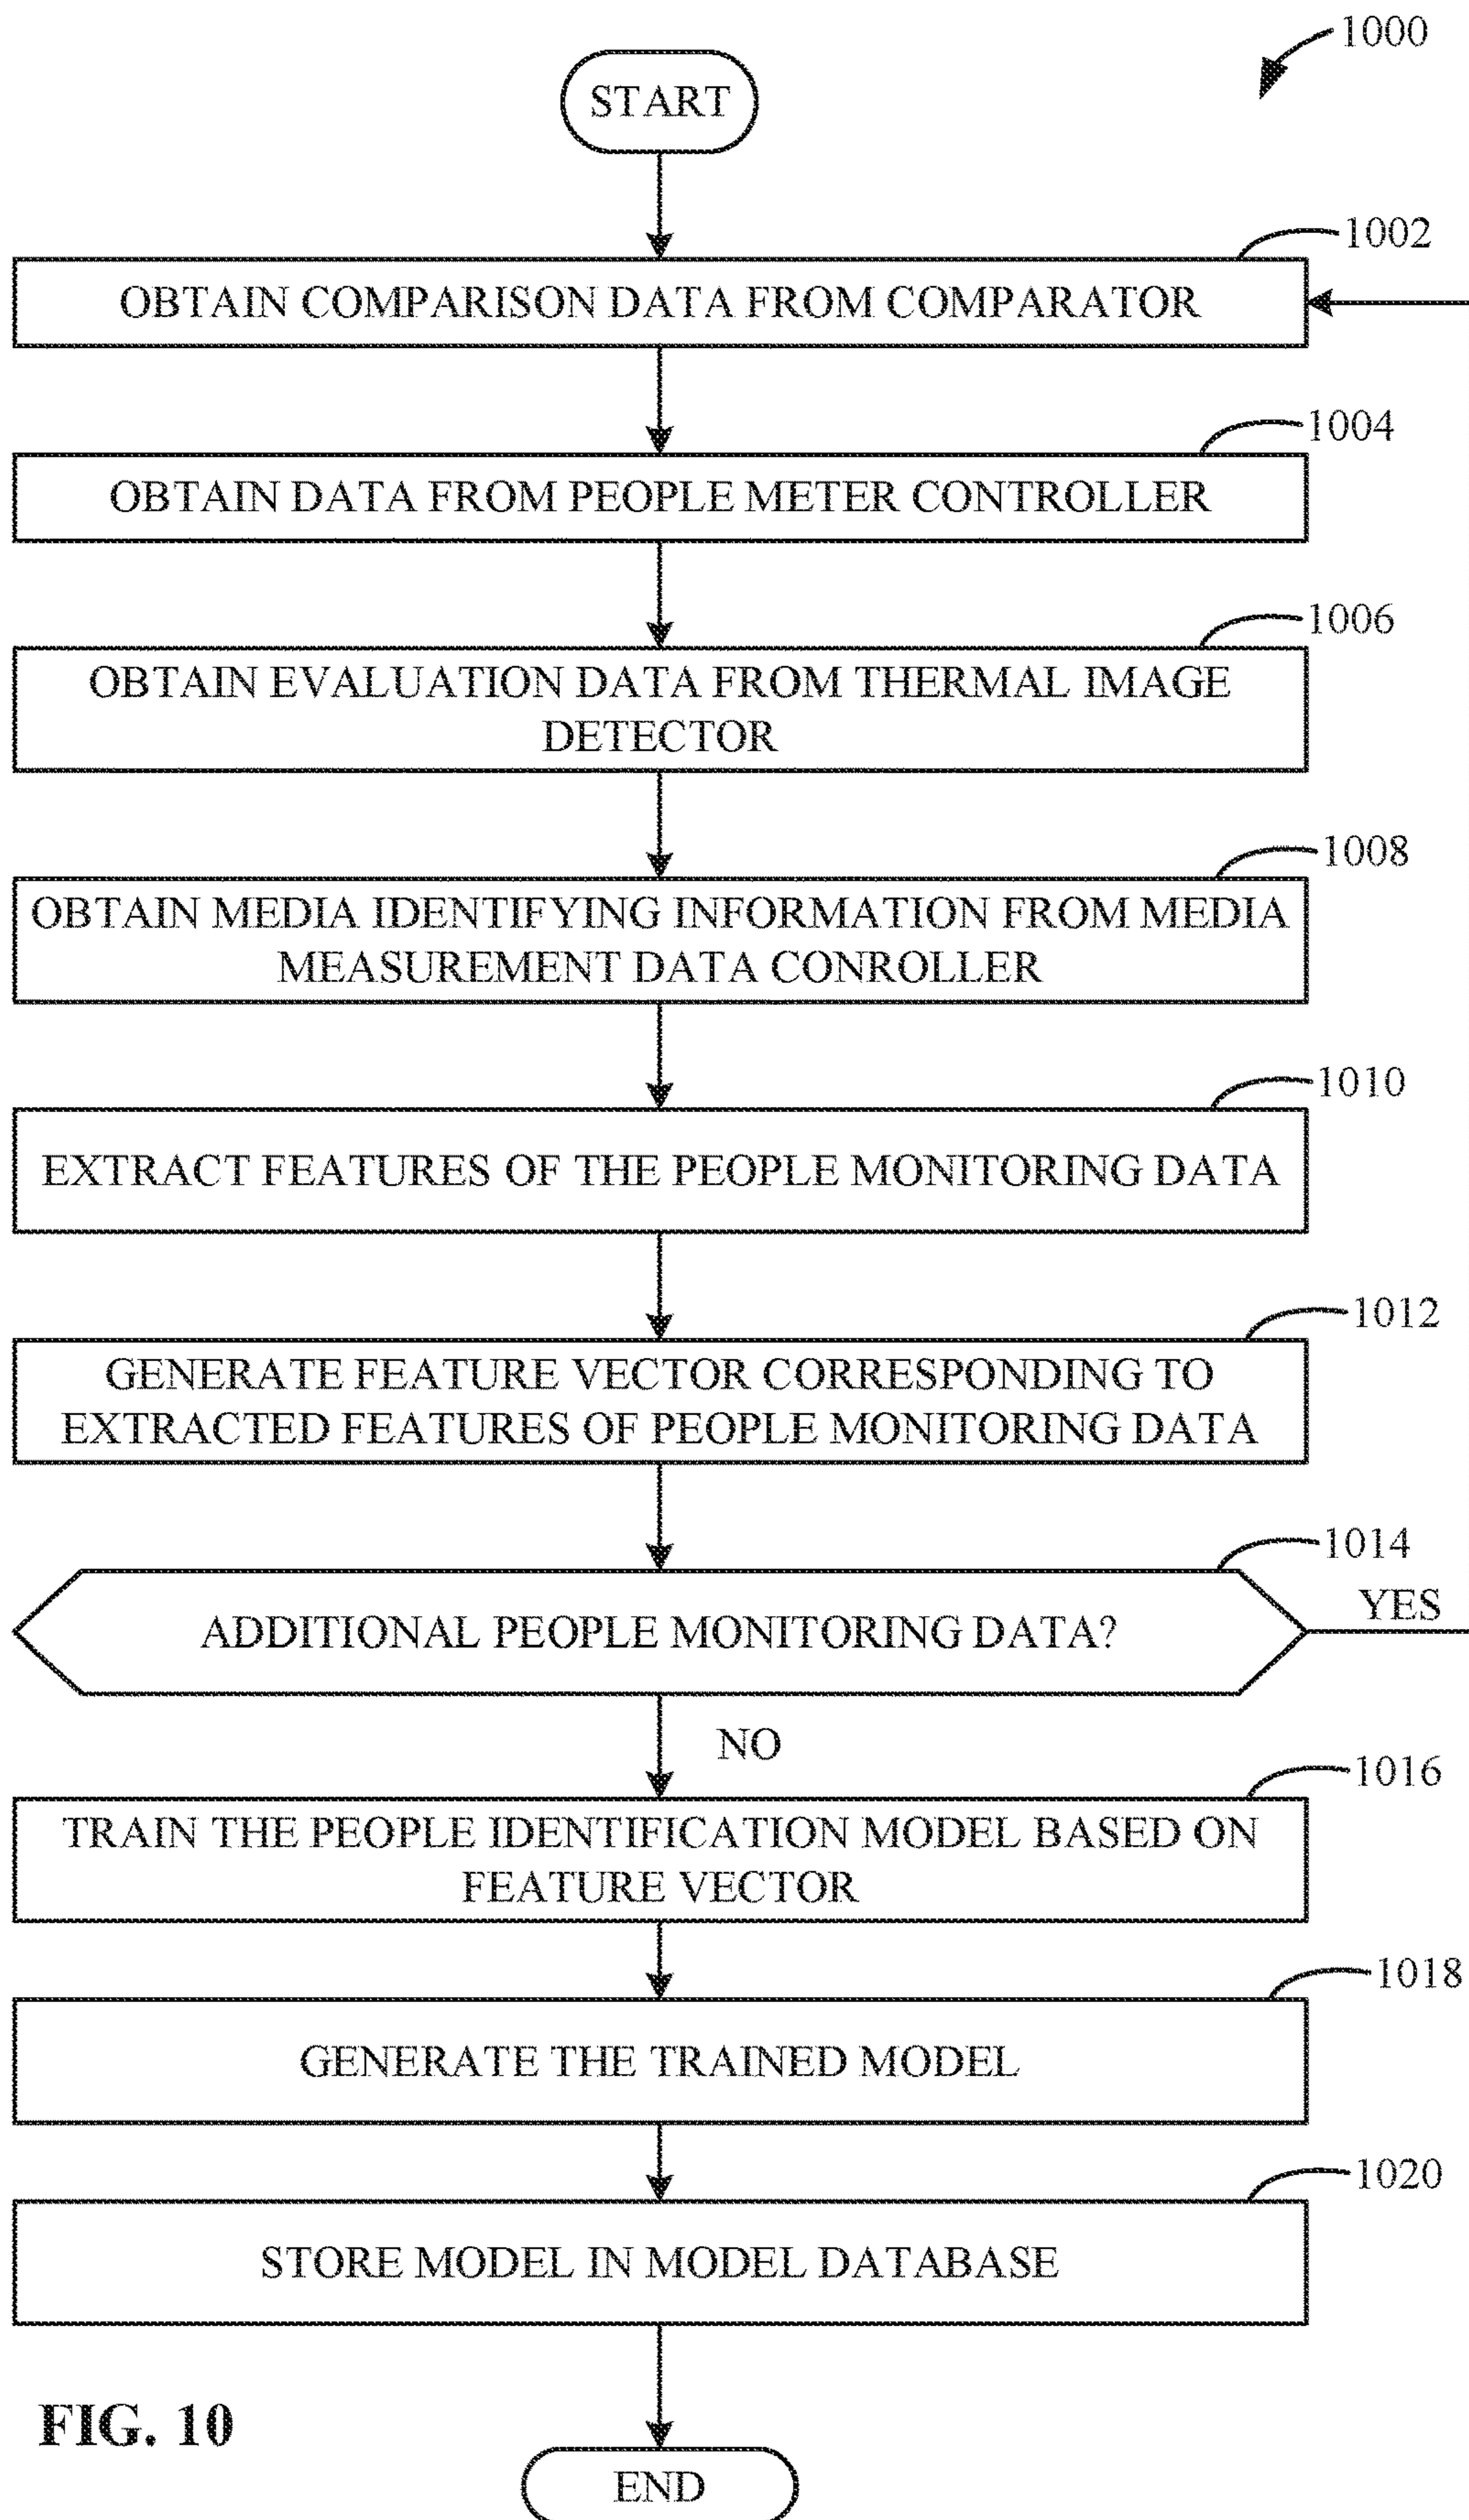 1000
START
1002
OBTAIN COMPARISON DATA FROM COMPARATOR
1004
OBTAIN DATA FROM PEOPLE METER CONTROLLER
1006
OBTAIN EVALUATION DATA FROM THERMAL IMAGE
DETECTOR
1008
OBTAIN MEDIA IDENTIFYING INFORMATION FROM MEDIA
MEASUREMENT DATA CONROLLER
1010
EXTRACT FEATURES OF THE PEOPLE MONITORING DATA
1012
GENERATE FEATURE VECTOR CORRESPONDING TO
EXTRACTED FEATURES OF PEOPLE MONITORING DATA
1014
ADDITIONAL PEOPLE MONITORING DATA?
YES
NO
1016
TRAIN THE PEOPLE IDENTIFICATION MODEL BASED ON
FEATURE VECTOR
1018
GENERATE THE TRAINED MODEL
1020
STORE MODEL IN MODEL DATABASE
FIG. 10
END